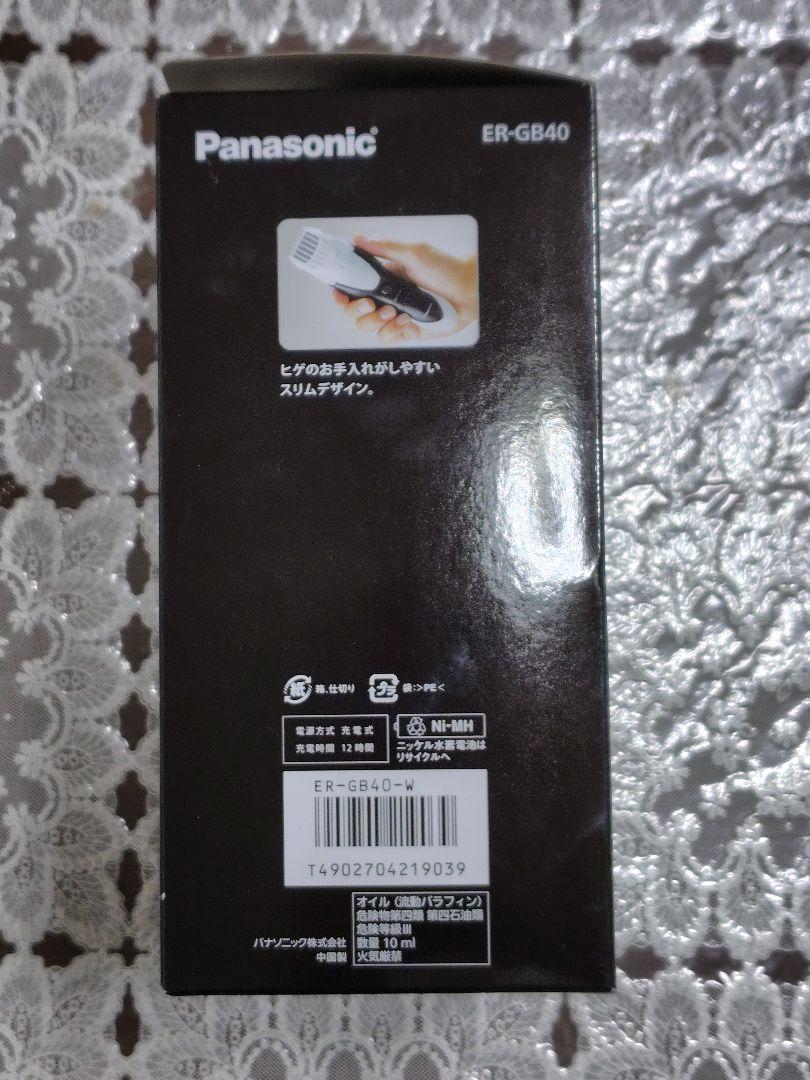 Panasonic
ER-GB40
ヒゲのお手入れがしやすい
スリムデザイン。
紙 箱、仕切り プラ 袋:>PE<
電源方式 充電式
充電時間 12時間
Ni-MH
ニッケル水素電池は
リサイクルへ
ER-GB40-W
T4902704219039
オイル(流動パラフィン)
危険物第四類 第四石油類
危険等級III
数量 10 ml
火気厳禁
パナソニック株式会社
中国製